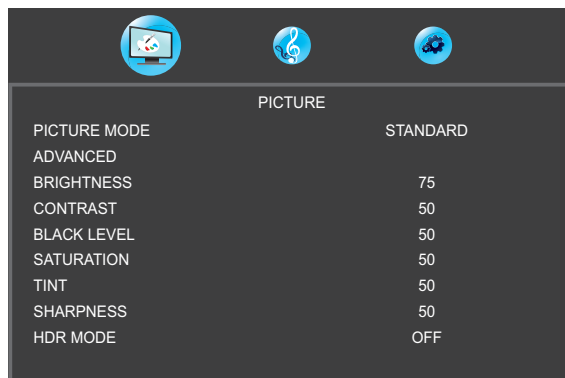 PICTURE
PICTURE MODE STANDARD
ADVANCED
BRIGHTNESS 75
CONTRAST 50
BLACK LEVEL 50
SATURATION 50
TINT 50
SHARPNESS 50
HDR MODE OFF